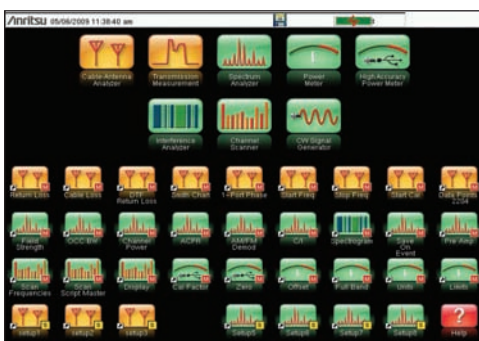 Anritsu 05/06/2009 11:38:40 am
Cable-Antenna Analyzer
Transmission Measurement
Spectrum Analyzer
Power Meter
High Accuracy Power Meter
Interference Analyzer
Channel Scanner
CW Signal Generator
Return Loss
Cable Loss
DTF Return Loss
Smith Chart
1-Port Phase
Start Freq
Stop Freq
Start Cal
Data Points 2204
Field Strength
OCC BW
Channel Power
ACPR
AM/FM Demod
C/I
Spectrogram
Save On Event
Pre Amp
Scan Frequencies
Scan Script Master
Display
Cal Factor
Zero
Offset
Full Band
Units
Limits
setup1
setup2
setup3
Setup5
Setup6
Setup7
Setup8
Help